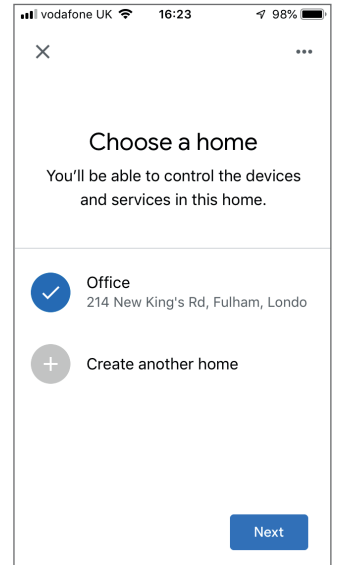 vodafone UK 16:23 98%
Choose a home
You'll be able to control the devices
and services in this home.
Office
214 New King's Rd, Fulham, Londo
Create another home
Next